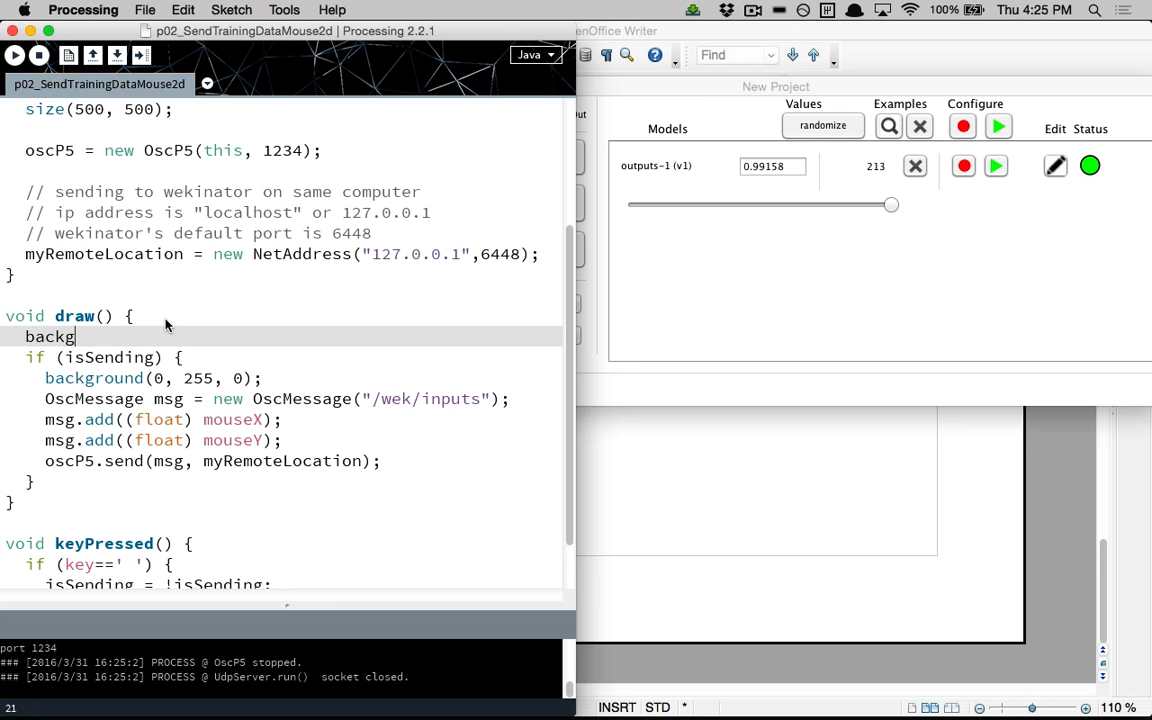 Processing File Edit Sketch Tools Help
100% Thu 4:25 PM
p02_SendTrainingDataMouse2d | Processing 2.2.1
enOffice Writer
Java
Find
p02_SendTrainingDataMouse2d
New Project
size(500, 500);
oscP5 = new OscP5(this, 1234);
// sending to wekinator on same computer
// ip address is "localhost" or 127.0.0.1
// wekinator's default port is 6448
myRemoteLocation = new NetAddress("127.0.0.1",6448);
}
void draw() {
backg
if (isSending) {
background(0, 255, 0);
OscMessage msg = new OscMessage("/wek/inputs");
msg.add((float) mouseX);
msg.add((float) mouseY);
oscP5.send(msg, myRemoteLocation);
}
}
void keyPressed() {
if (key==' ') {
isSending = !isSending;
port 1234
### [2016/3/31 16:25:2] PROCESS @ OscP5 stopped.
### [2016/3/31 16:25:2] PROCESS @ UdpServer.run() socket closed.
21
out
Values Examples Configure
Models randomize Edit Status
outputs-1 (v1) 0.99158 213
INSRT STD * 110 %